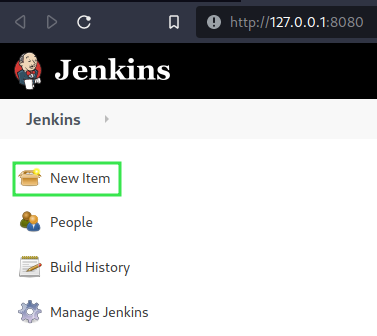 http://127.0.0.1:8080
Jenkins
Jenkins
New Item
People
Build History
Manage Jenkins